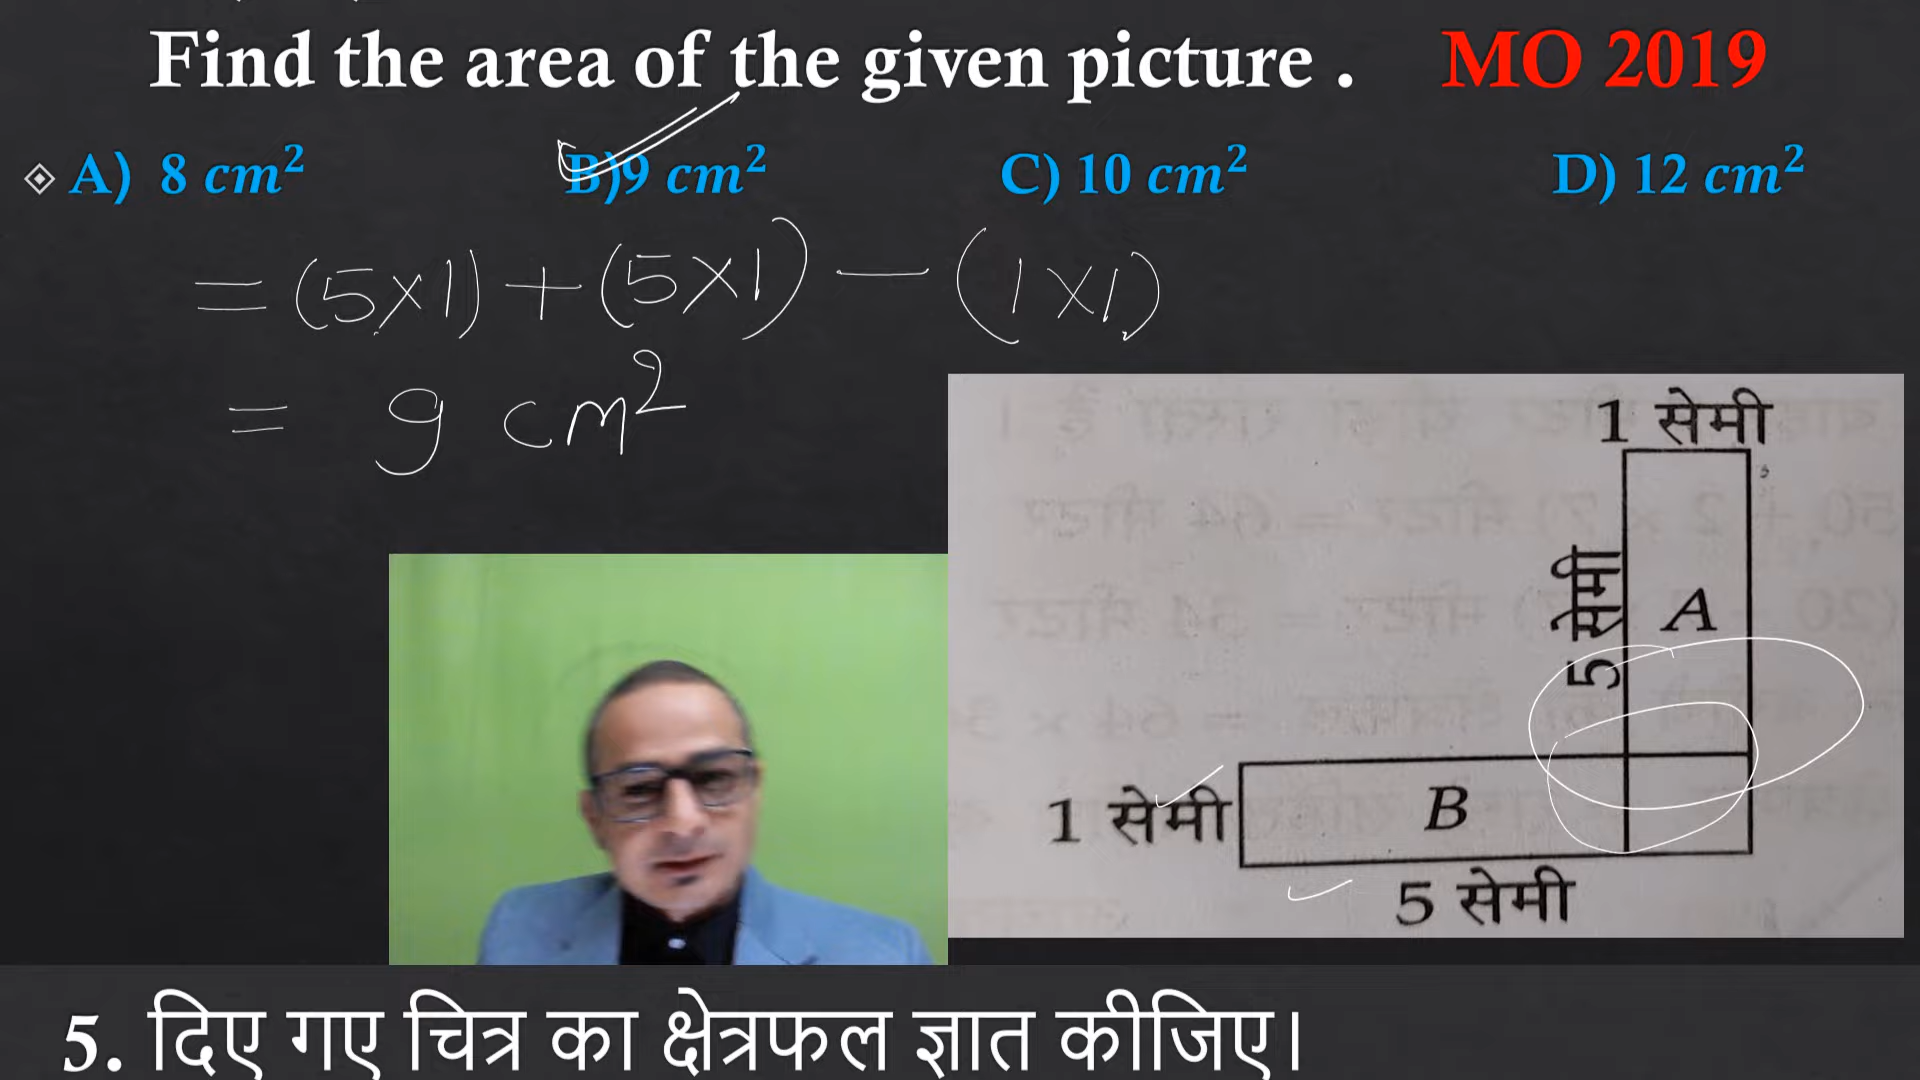 Find the area of the given picture . MO 2019
A) 8 cm² B)9 cm² C) 10 cm² D) 12 cm²
= (5×1) + (5×1) − (1×1)
= 9 cm²
1 सेमी
5 सेमी
A
1 सेमी
B
5 सेमी
5. दिए गए चित्र का क्षेत्रफल ज्ञात कीजिए।